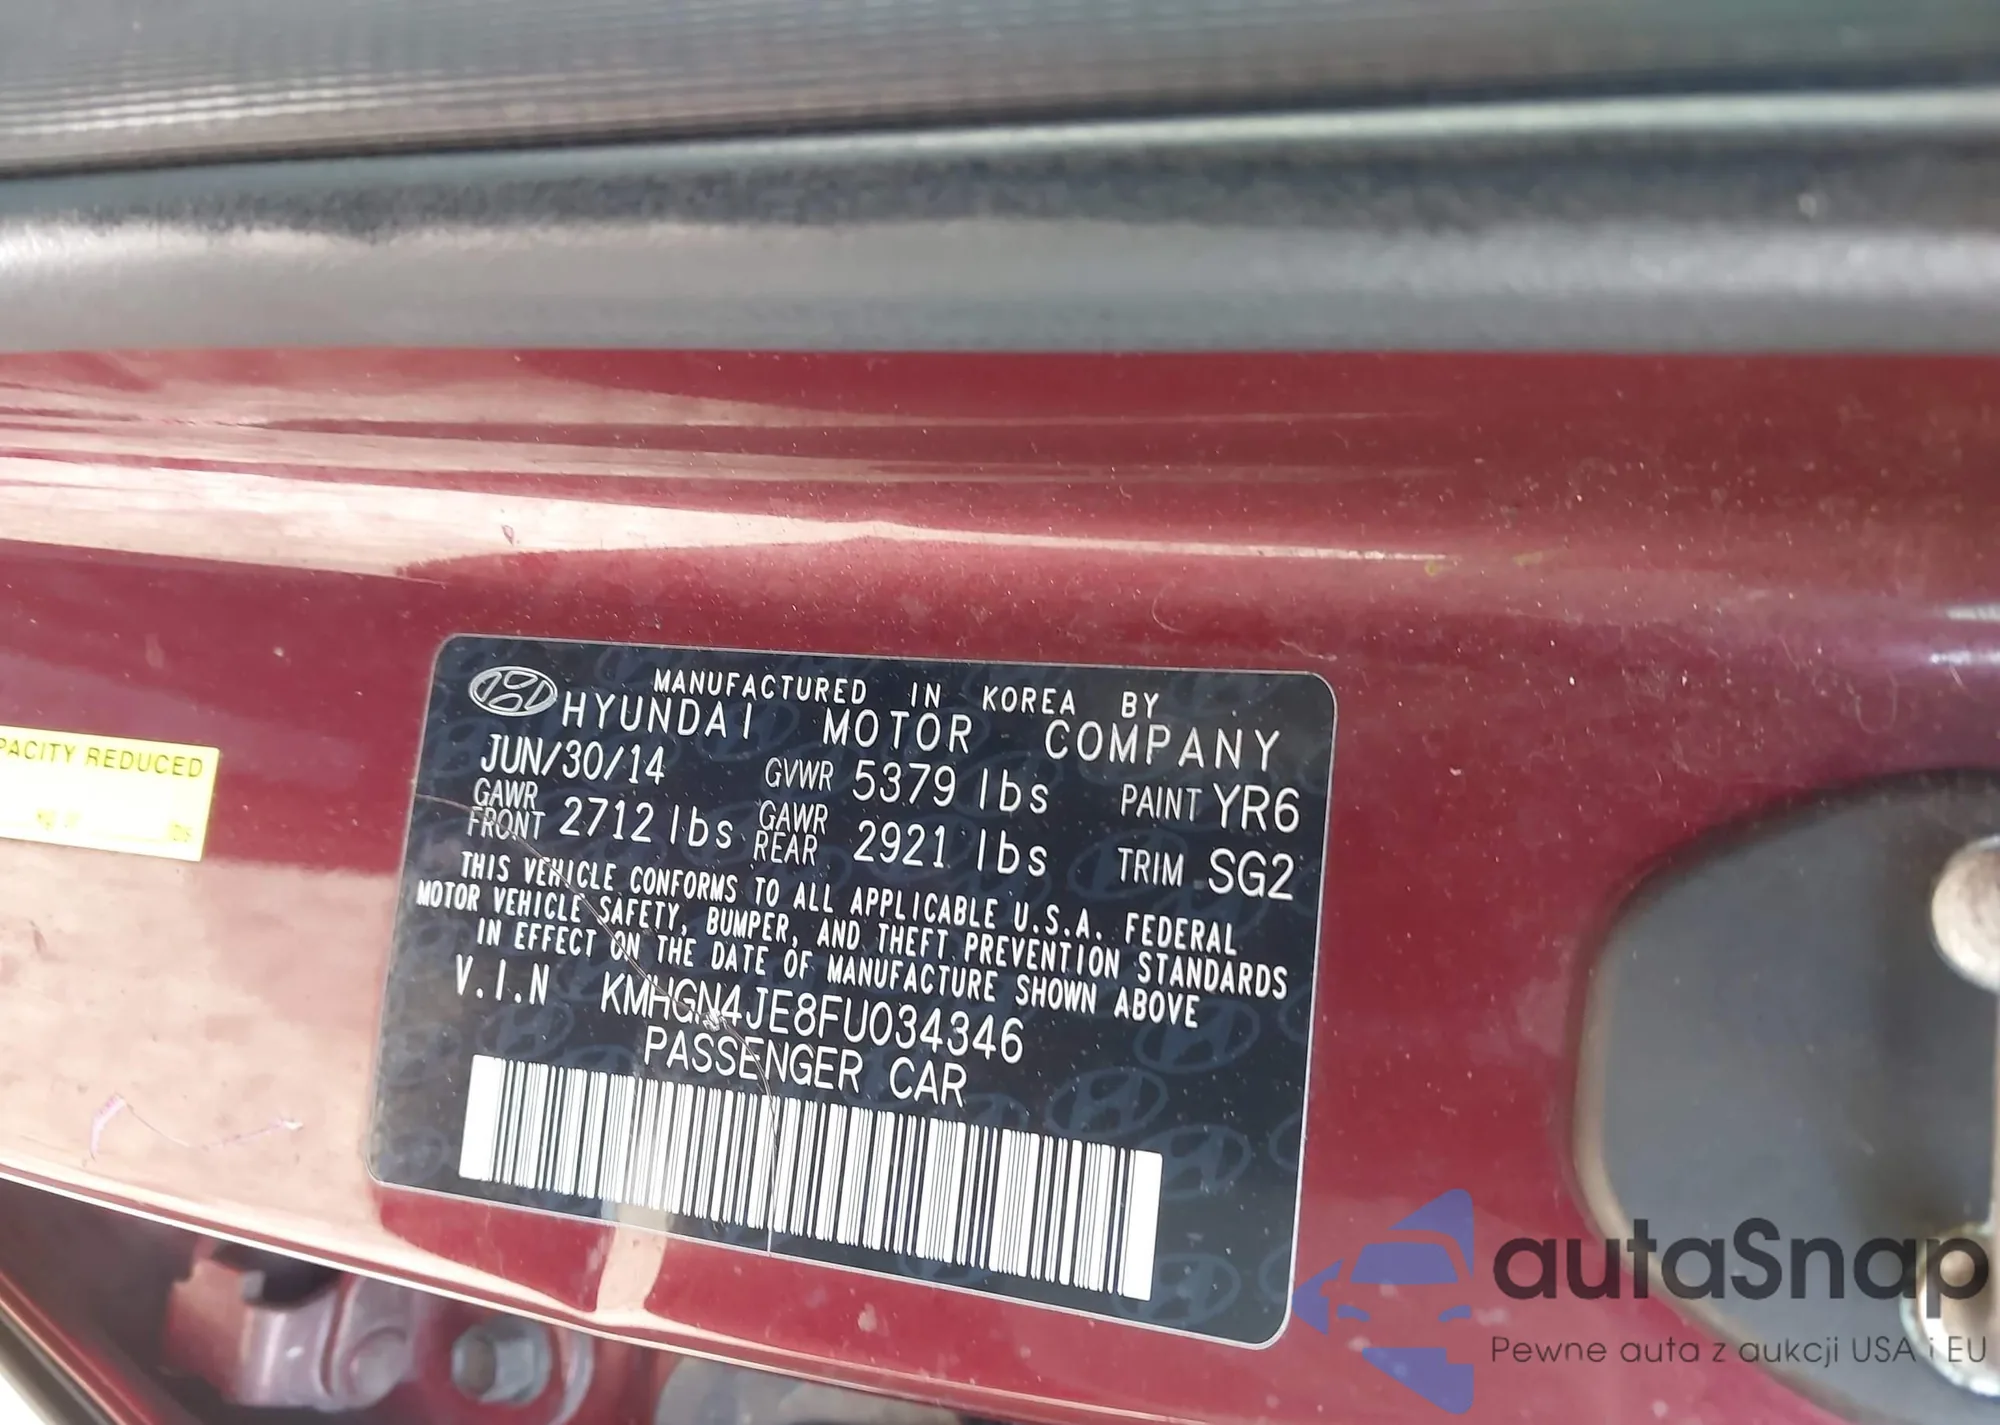 MANUFACTURED IN KOREA BY
HYUNDAI MOTOR COMPANY
JUN/30/14 GVWR 5379 lbs PAINT YR6
GAWR FRONT 2712 lbs GAWR REAR 2921 lbs TRIM SG2
THIS VEHICLE CONFORMS TO ALL APPLICABLE U.S.A. FEDERAL
MOTOR VEHICLE SAFETY, BUMPER, AND THEFT PREVENTION STANDARDS
IN EFFECT ON THE DATE OF MANUFACTURE SHOWN ABOVE
V.I.N KMHGN4JE8FU034346
PASSENGER CAR
PACITY REDUCED
autaSnap
Pewne auta z aukcji USA i EU